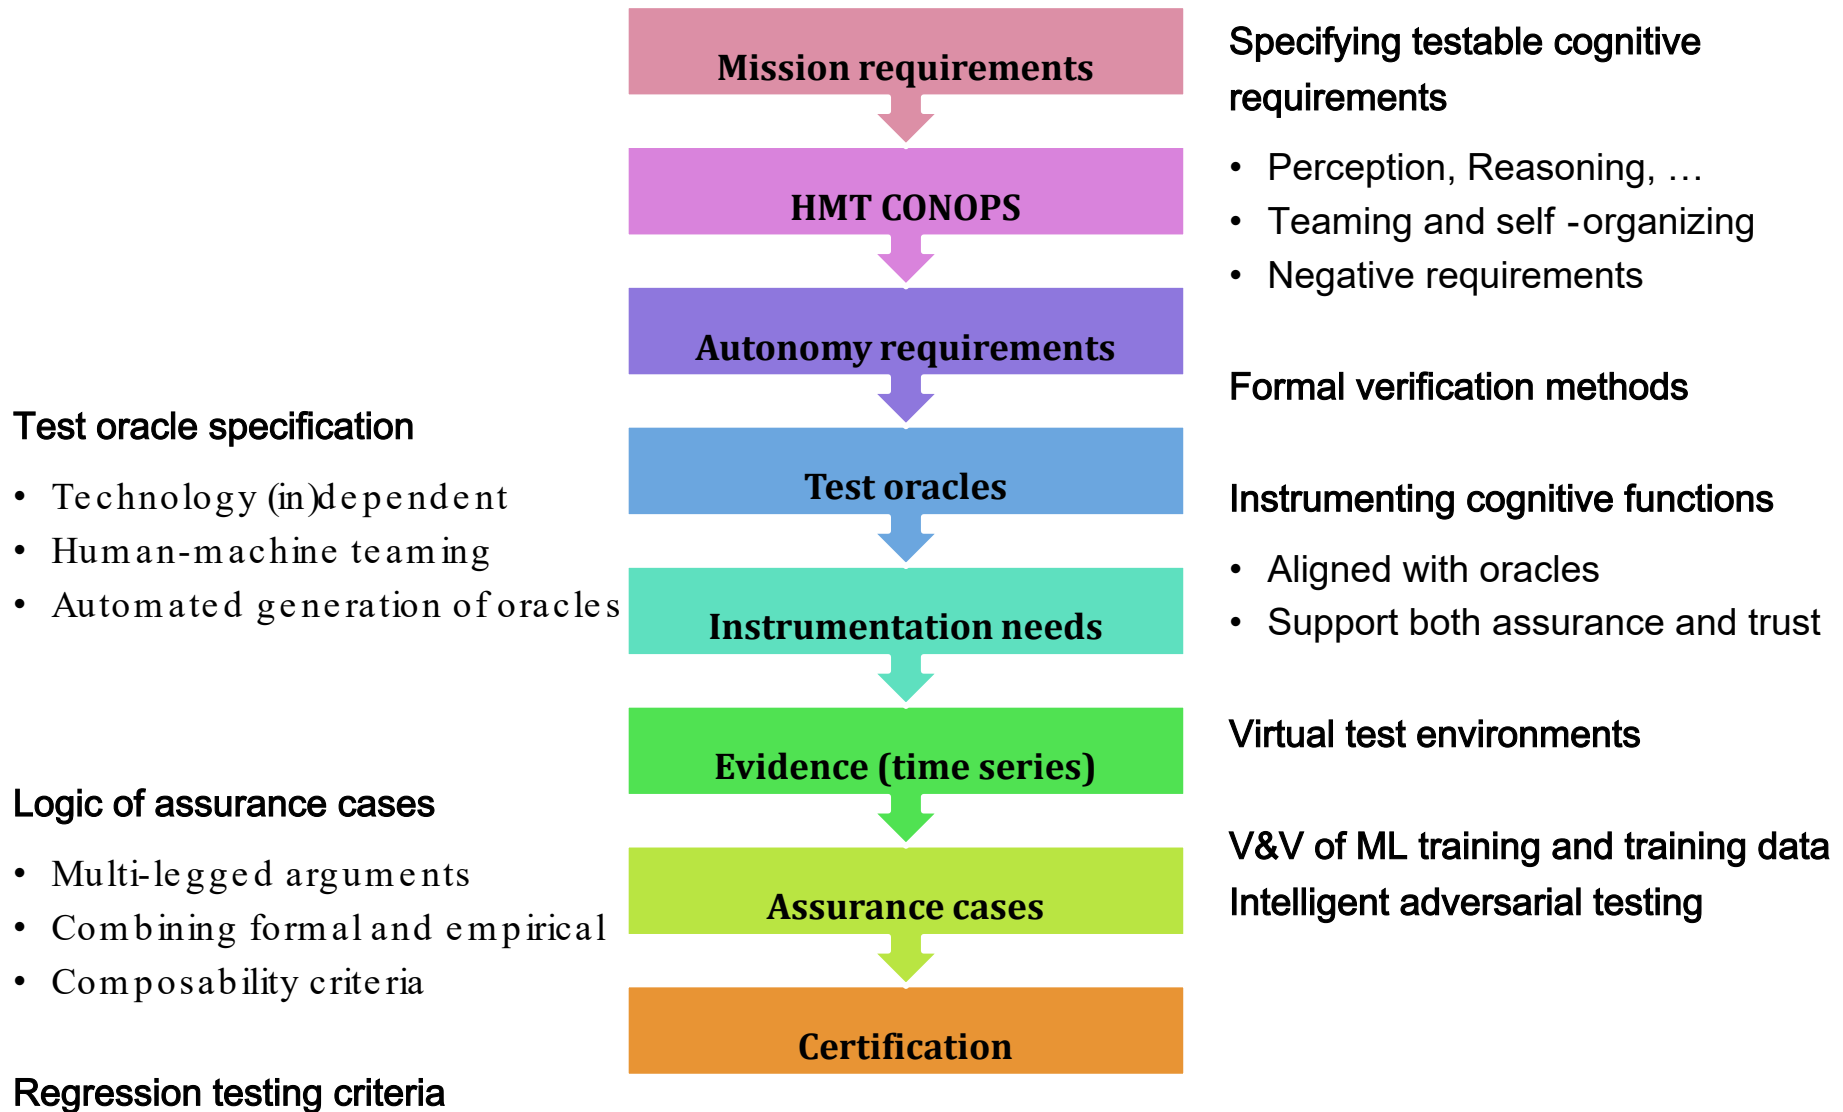 Mission requirements
HMT CONOPS
Autonomy requirements
Test oracles
Instrumentation needs
Evidence (time series)
Assurance cases
Certification
Test oracle specification
• Technology (in)dependent
• Human-machine teaming
• Automated generation of oracles
Logic of assurance cases
• Multi-legged arguments
• Combining formal and empirical
• Composability criteria
Regression testing criteria
Specifying testable cognitive
requirements
• Perception, Reasoning, …
• Teaming and self -organizing
• Negative requirements
Formal verification methods
Instrumenting cognitive functions
• Aligned with oracles
• Support both assurance and trust
Virtual test environments
V&V of ML training and training data
Intelligent adversarial testing